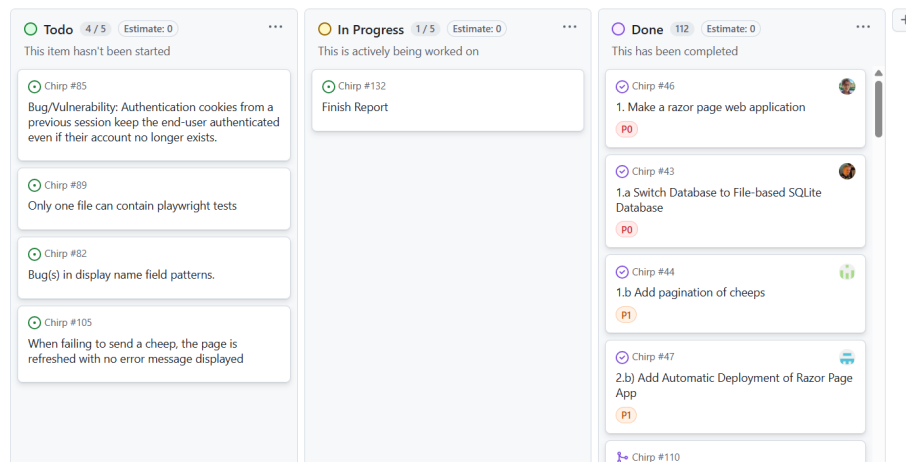 Todo 4 / 5 Estimate: 0
This item hasn't been started
Chirp #85
Bug/Vulnerability: Authentication cookies from a
previous session keep the end-user authenticated
even if their account no longer exists.
Chirp #89
Only one file can contain playwright tests
Chirp #82
Bug(s) in display name field patterns.
Chirp #105
When failing to send a cheep, the page is
refreshed with no error message displayed
In Progress 1 / 5 Estimate: 0
This is actively being worked on
Chirp #132
Finish Report
Done 112 Estimate: 0
This has been completed
Chirp #46
1. Make a razor page web application
P0
Chirp #43
1.a Switch Database to File-based SQLite
Database
P0
Chirp #44
1.b Add pagination of cheeps
P1
Chirp #47
2.b) Add Automatic Deployment of Razor Page
App
P1
Chirp #110